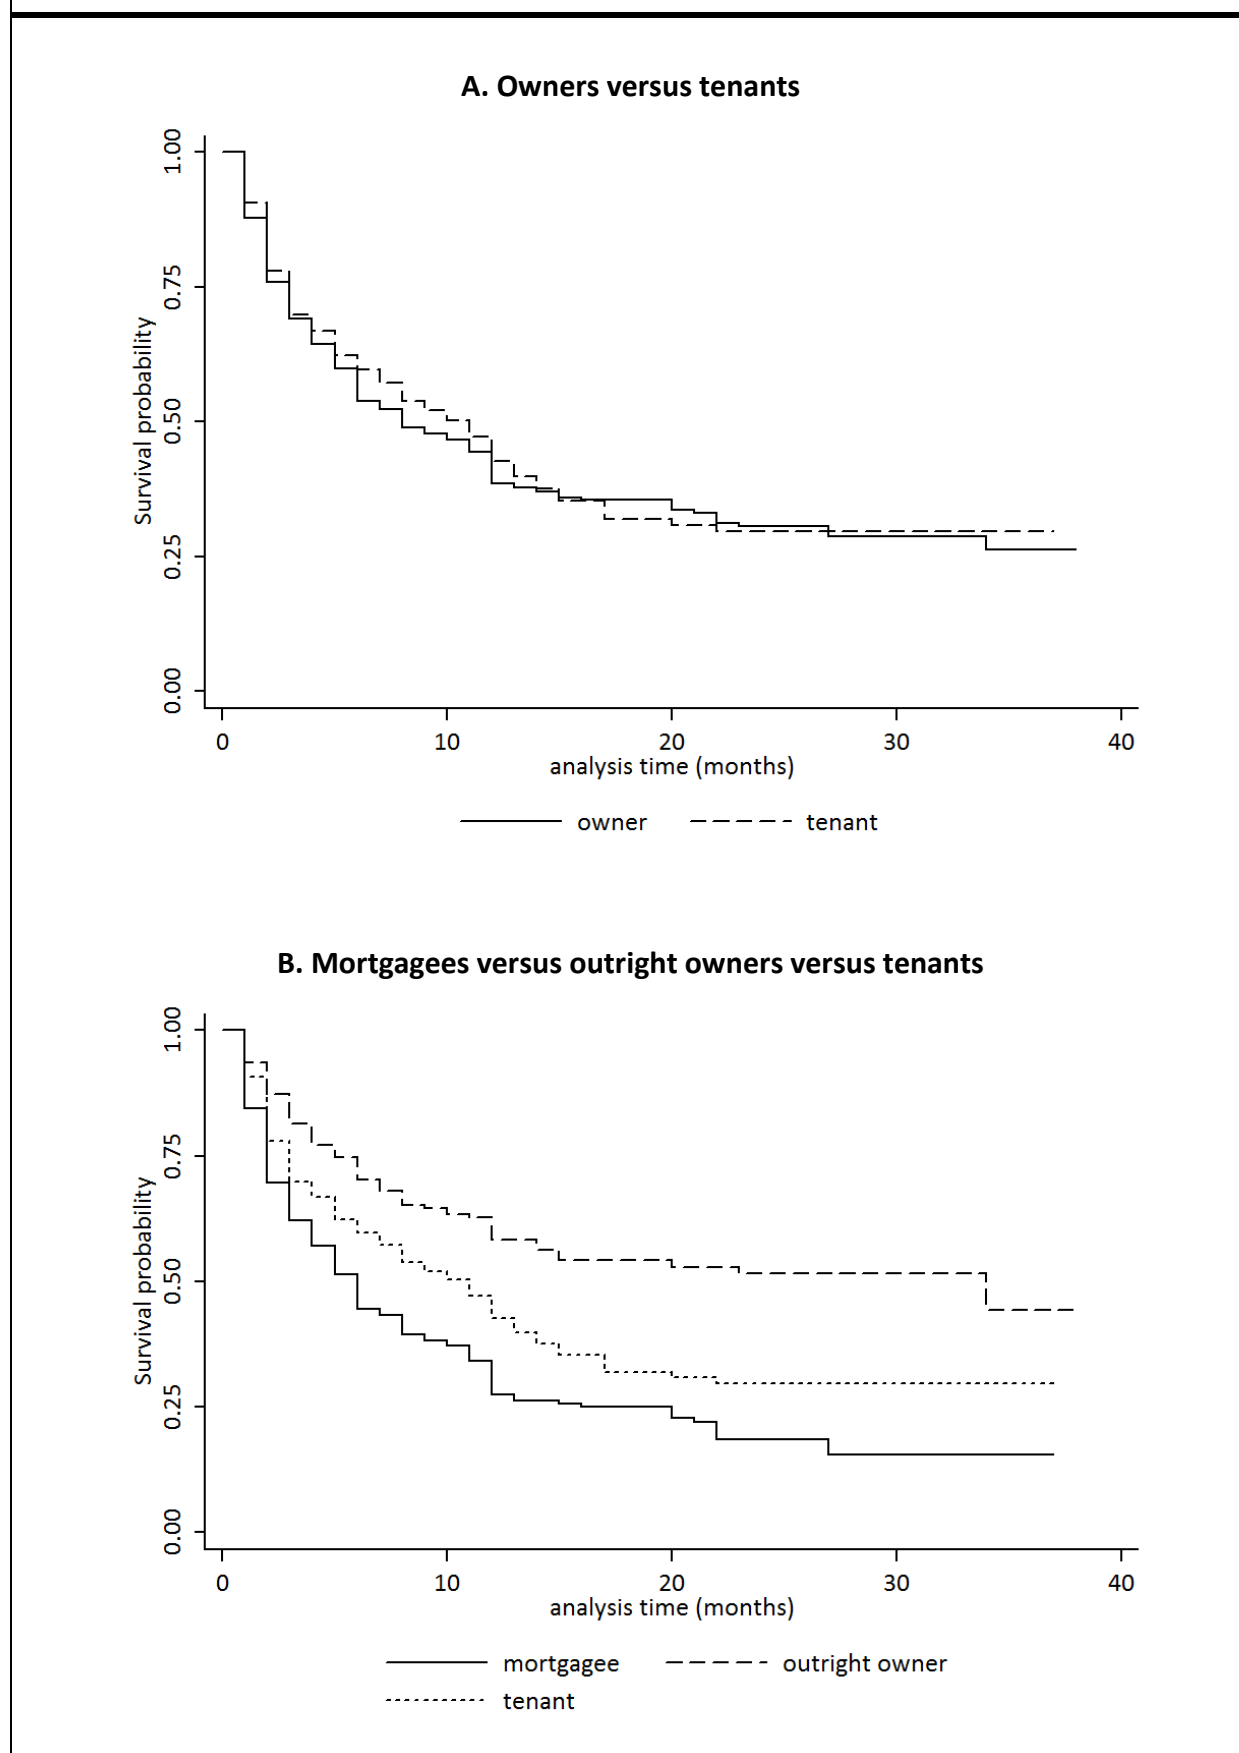 A. Owners versus tenants
1.00
0.75
0.50
0.25
0.00
Survival probability
0 10 20 30 40
analysis time (months)
owner tenant
B. Mortgagees versus outright owners versus tenants
1.00
0.75
0.50
0.25
0.00
Survival probability
0 10 20 30 40
analysis time (months)
mortgagee outright owner
tenant